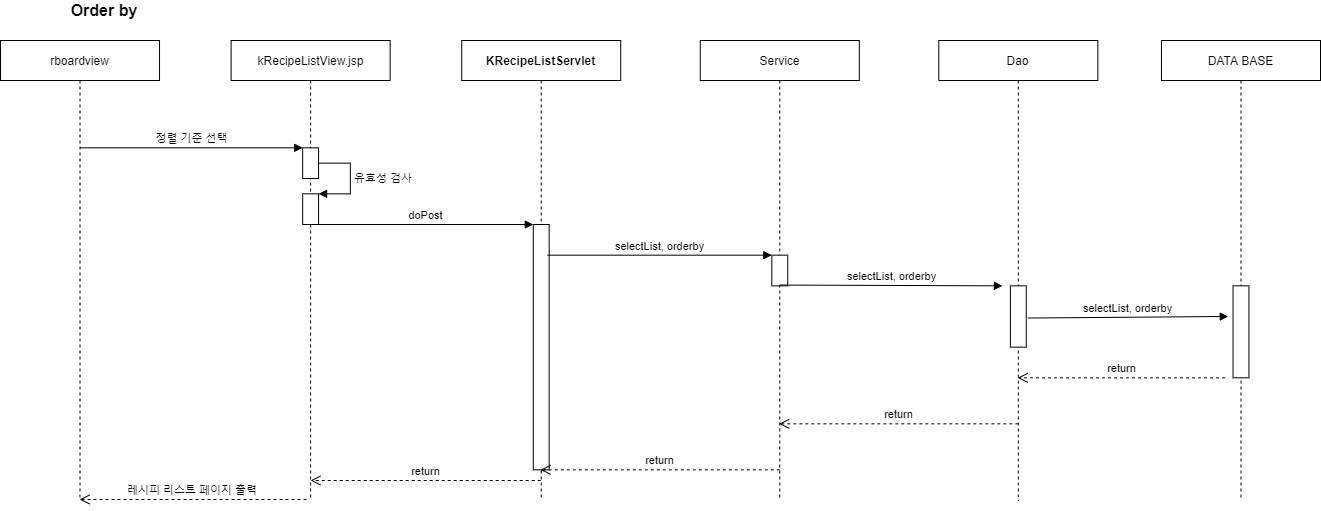 Order by
rboardview
kRecipeListView.jsp
KRecipeListServlet
Service
Dao
DATA BASE
정렬 기준 선택
유효성 검사
doPost
selectList, orderby
selectList, orderby
selectList, orderby
return
return
return
return
레시피 리스트 페이지 출력